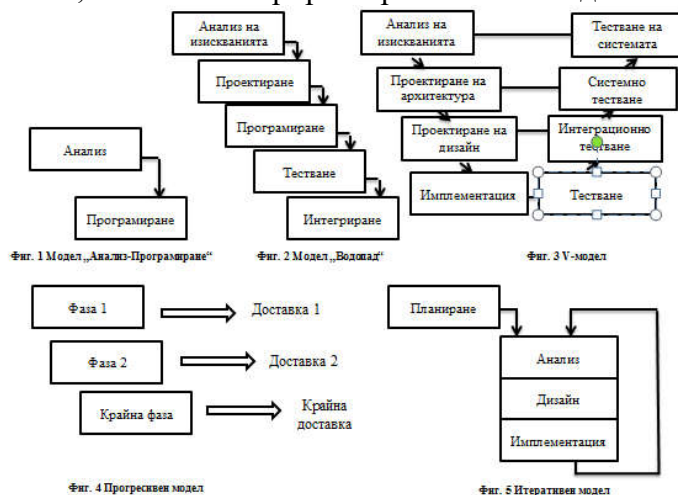 Анализ на
изискванията
Проектиране
Програмиране
Тестване
Интегриране
Анализ
Програмиране
Анализ на
изискванията
Тестване на
системата
Проектиране на
архитектура
Системно
тестване
Проектиране на
дизайн
Интеграционно
тестване
Имплементация
Тестване
Фиг. 1 Модел „Анализ-Програмиране“
Фиг. 2 Модел „Водопад“
Фиг. 3 V-модел
Фаза 1
Доставка 1
Фаза 2
Доставка 2
Крайна фаза
Крайна
доставка
Планиране
Анализ
Дизайн
Имплементация
Фиг. 4 Прогресивен модел
Фиг. 5 Итеративен модел